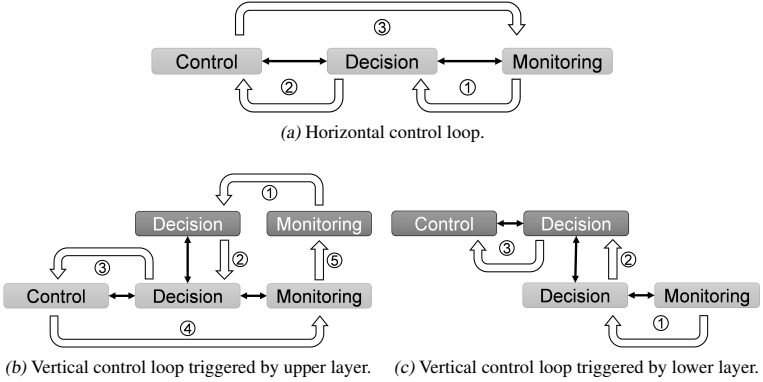 ③
Control Decision Monitoring
② ①
(a) Horizontal control loop.
①
Decision Monitoring
③ ② ⑤
Control Decision Monitoring
④
(b) Vertical control loop triggered by upper layer.
Control Decision
③ ②
Decision Monitoring
①
(c) Vertical control loop triggered by lower layer.